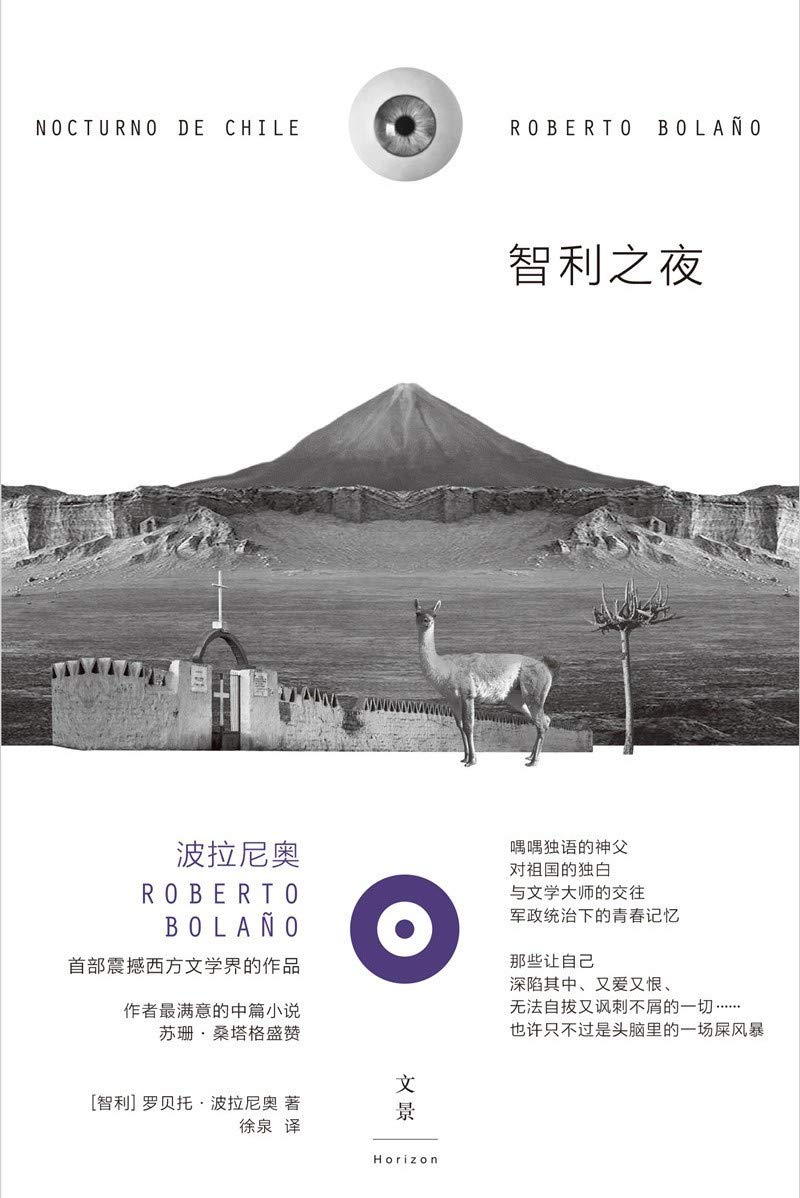 NOCTURNO DE CHILE
ROBERTO BOLAÑO
智利之夜
波拉尼奥
ROBERTO
BOLAÑO
首部震撼西方文学界的作品
作者最满意的中篇小说
苏珊·桑塔格盛赞
[智利] 罗贝托·波拉尼奥 著
徐泉 译
喁喁独语的神父
对祖国的独白
与文学大师的交往
军政统治下的青春记忆
那些让自己
深陷其中、又爱又恨、
无法自拔又讽刺不屑的一切······
也许只不过是头脑里的一场屎风暴
文
景
Horizon